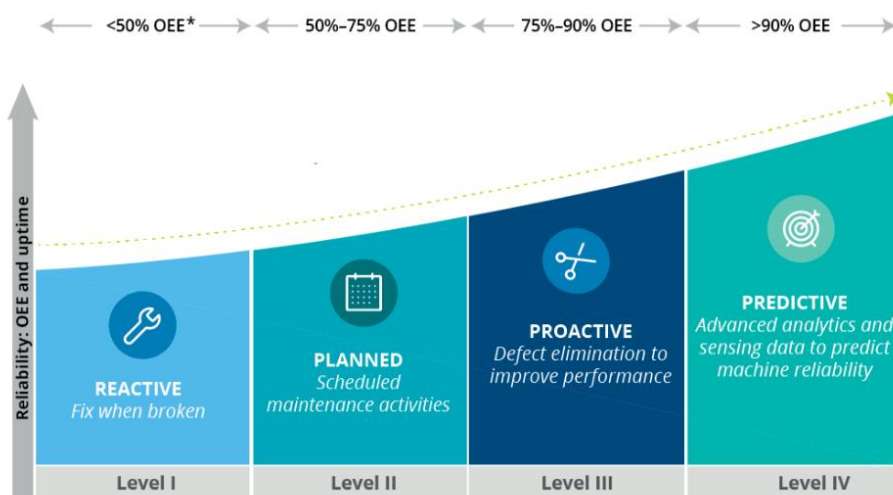 <50% OEE*
50%–75% OEE
75%–90% OEE
>90% OEE
Reliability: OEE and uptime
REACTIVE
Fix when broken
PLANNED
Scheduled
maintenance activities
PROACTIVE
Defect elimination to
improve performance
PREDICTIVE
Advanced analytics and
sensing data to predict
machine reliability
Level I
Level II
Level III
Level IV